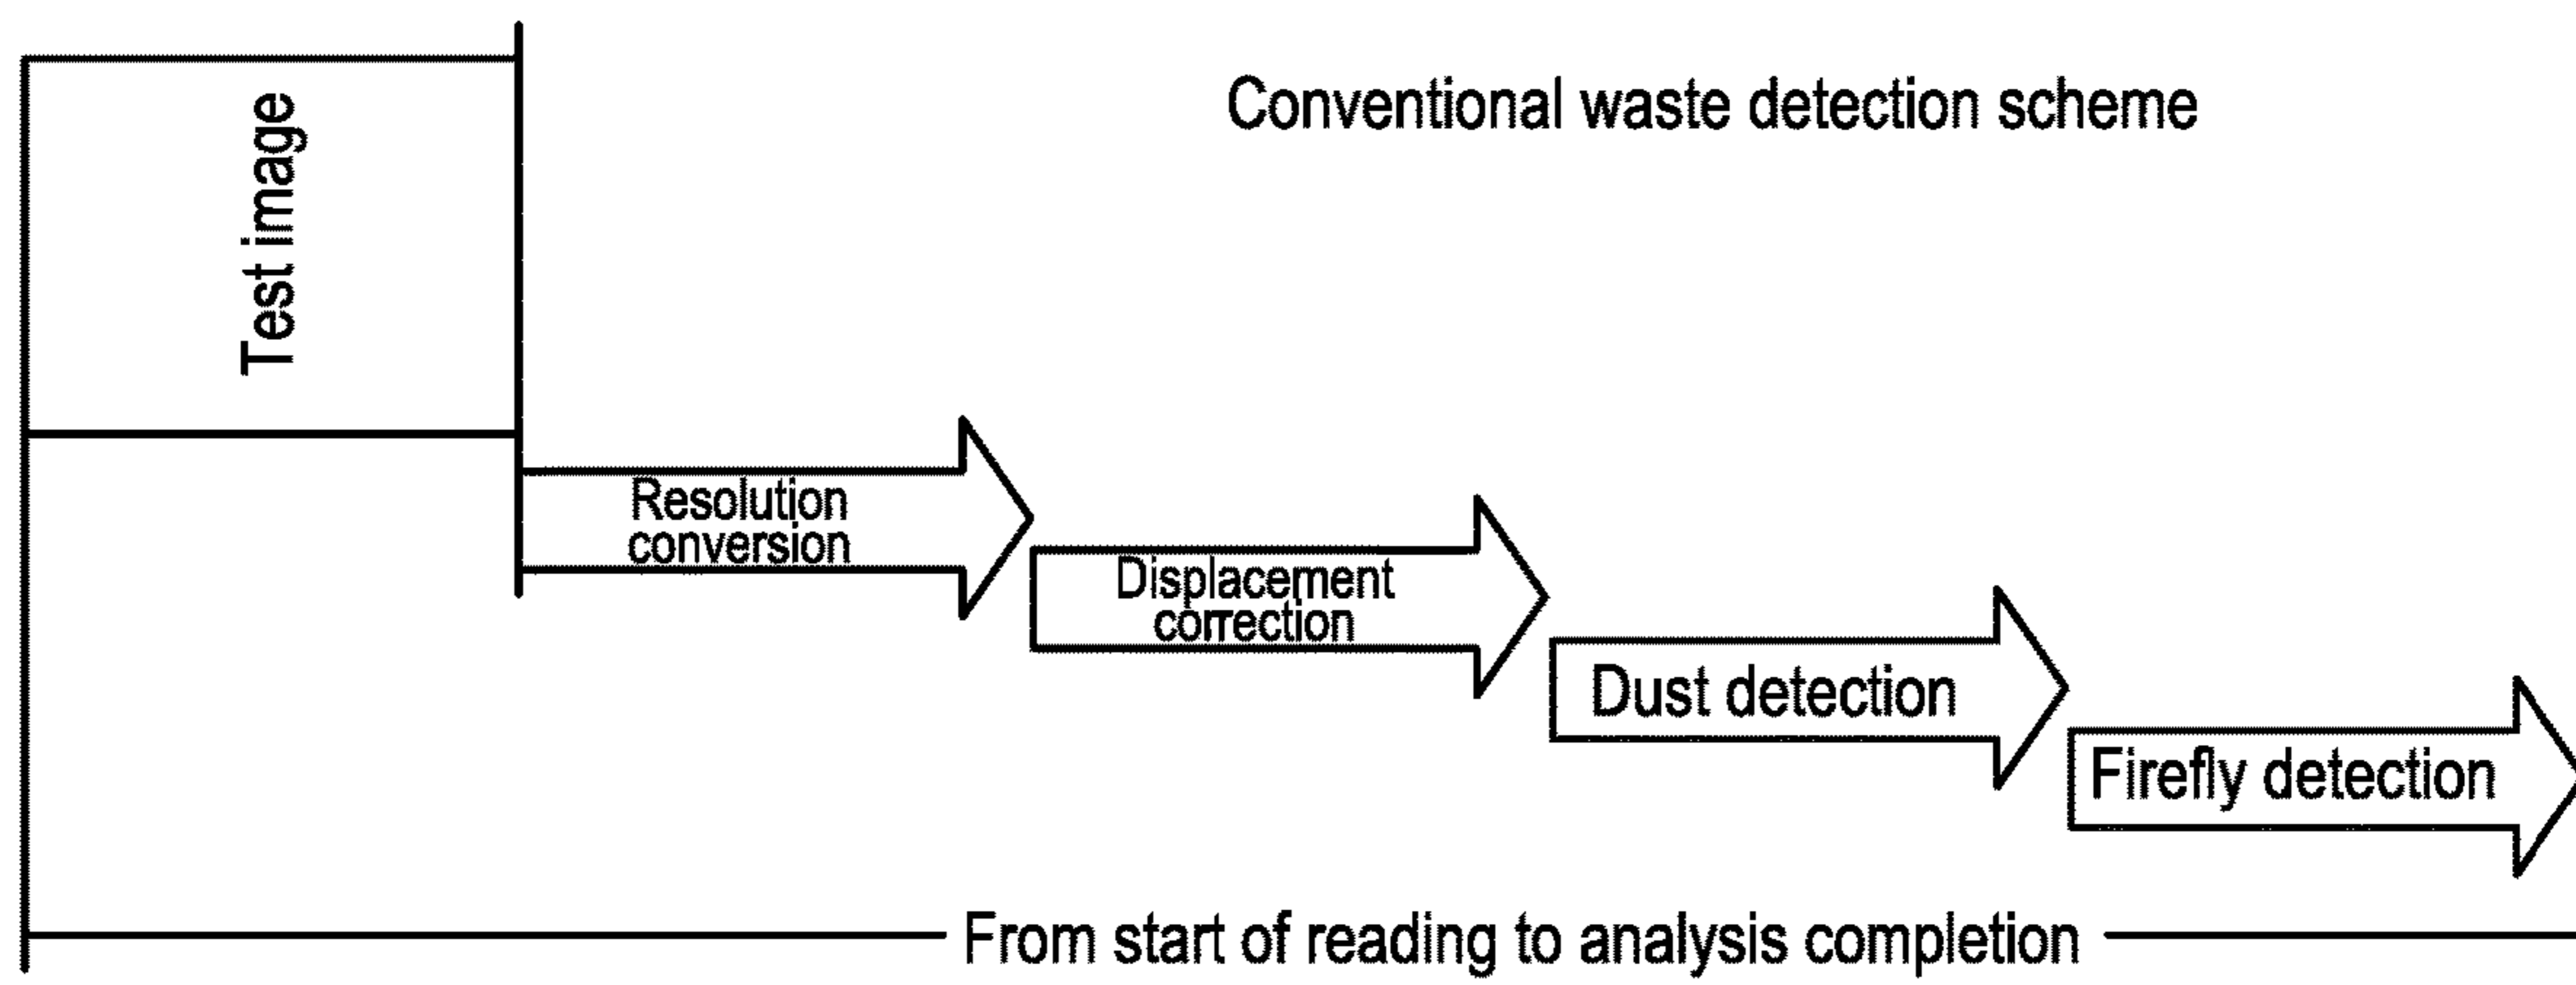 Test image
Conventional waste detection scheme
Resolution
conversion
Displacement
correction
Dust detection
Firefly detection
From start of reading to analysis completion